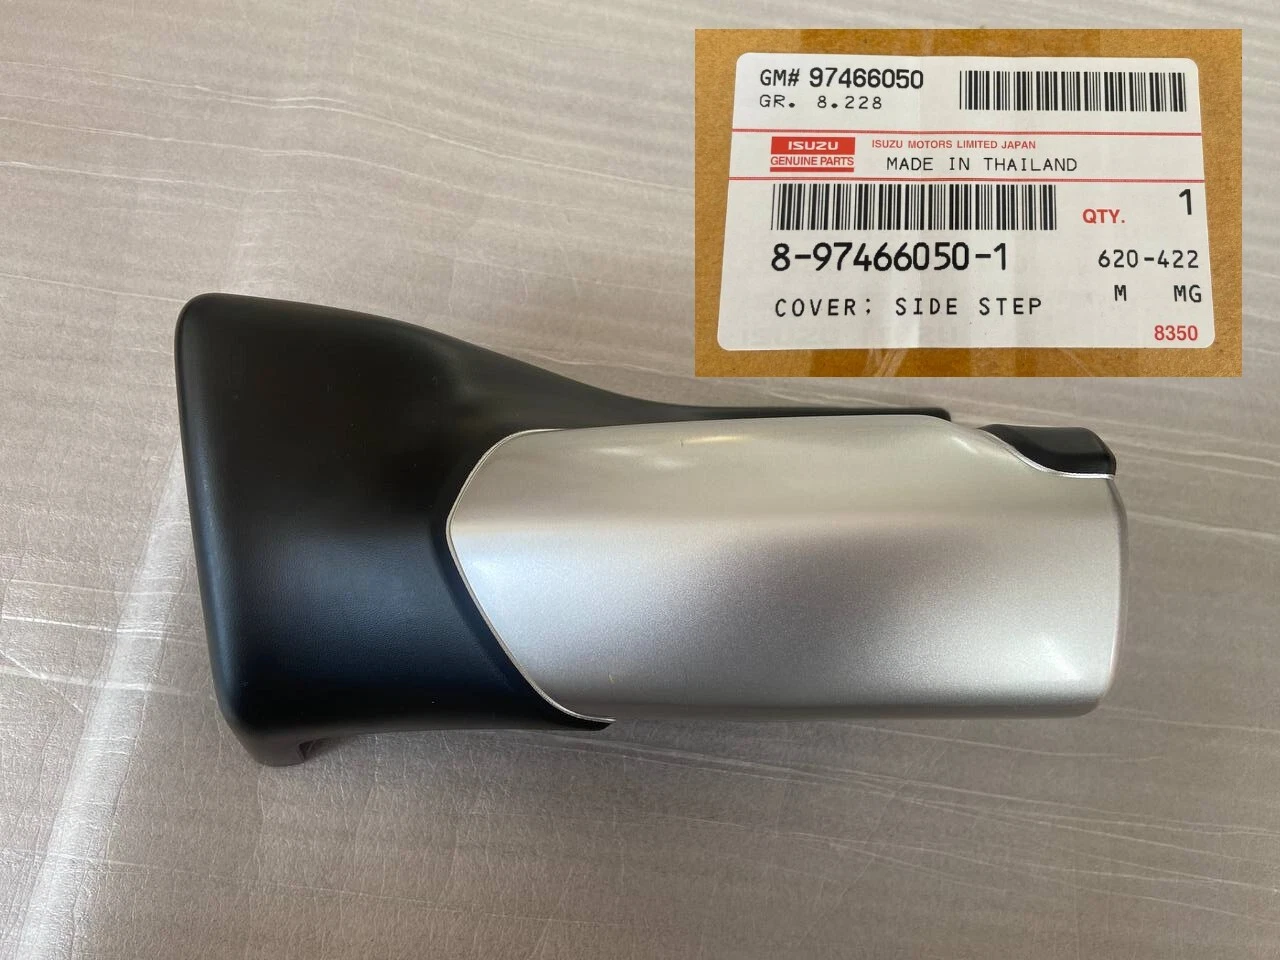 GM# 97466050
GR. 8.228
ISUZU
GENUINE PARTS
ISUZU MOTORS LIMITED JAPAN
MADE IN THAILAND
QTY. 1
8-97466050-1
620-422
COVER; SIDE STEP
M MG
8350